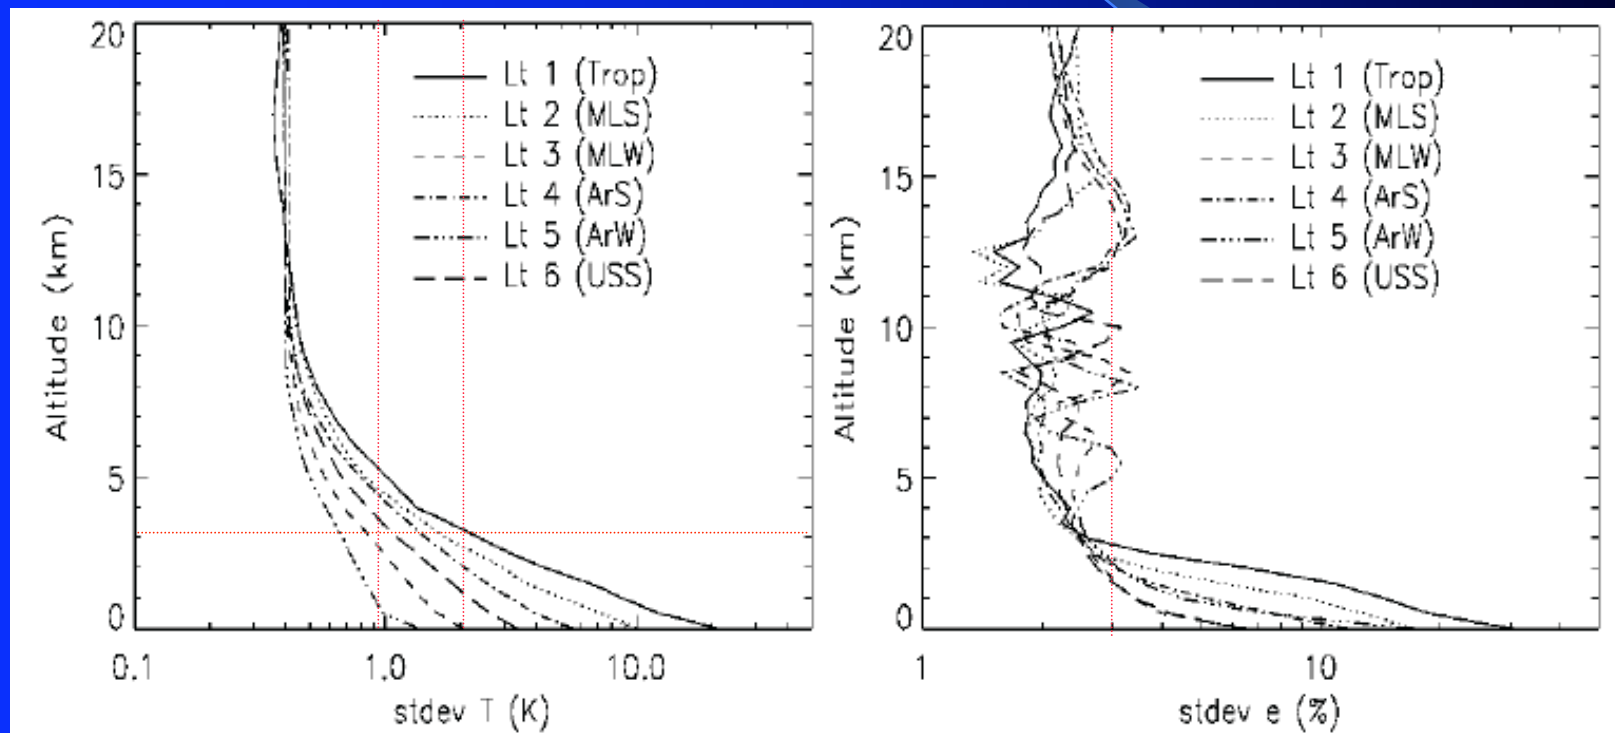 20
15
10
5
0
Altitude (km)
Lt 1 (Trop)
Lt 2 (MLS)
Lt 3 (MLW)
Lt 4 (ArS)
Lt 5 (ArW)
Lt 6 (USS)
0.1
1.0
10.0
stdev T (K)
20
15
10
5
0
Altitude (km)
Lt 1 (Trop)
Lt 2 (MLS)
Lt 3 (MLW)
Lt 4 (ArS)
Lt 5 (ArW)
Lt 6 (USS)
1
10
stdev e (%)